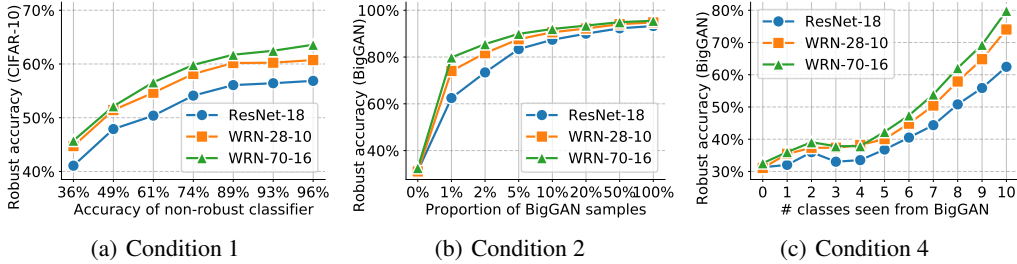 Robust accuracy (CIFAR-10)
70%
60%
50%
40%
36% 49% 61% 74% 89% 93% 96%
Accuracy of non-robust classifier
ResNet-18
WRN-28-10
WRN-70-16
(a) Condition 1
Robust accuracy (BigGAN)
100%
80%
60%
40%
0% 1% 2% 5% 10% 20% 50% 100%
Proportion of BigGAN samples
ResNet-18
WRN-28-10
WRN-70-16
(b) Condition 2
Robust accuracy (BigGAN)
80%
70%
60%
50%
40%
30%
0 1 2 3 4 5 6 7 8 9 10
# classes seen from BigGAN
ResNet-18
WRN-28-10
WRN-70-16
(c) Condition 4